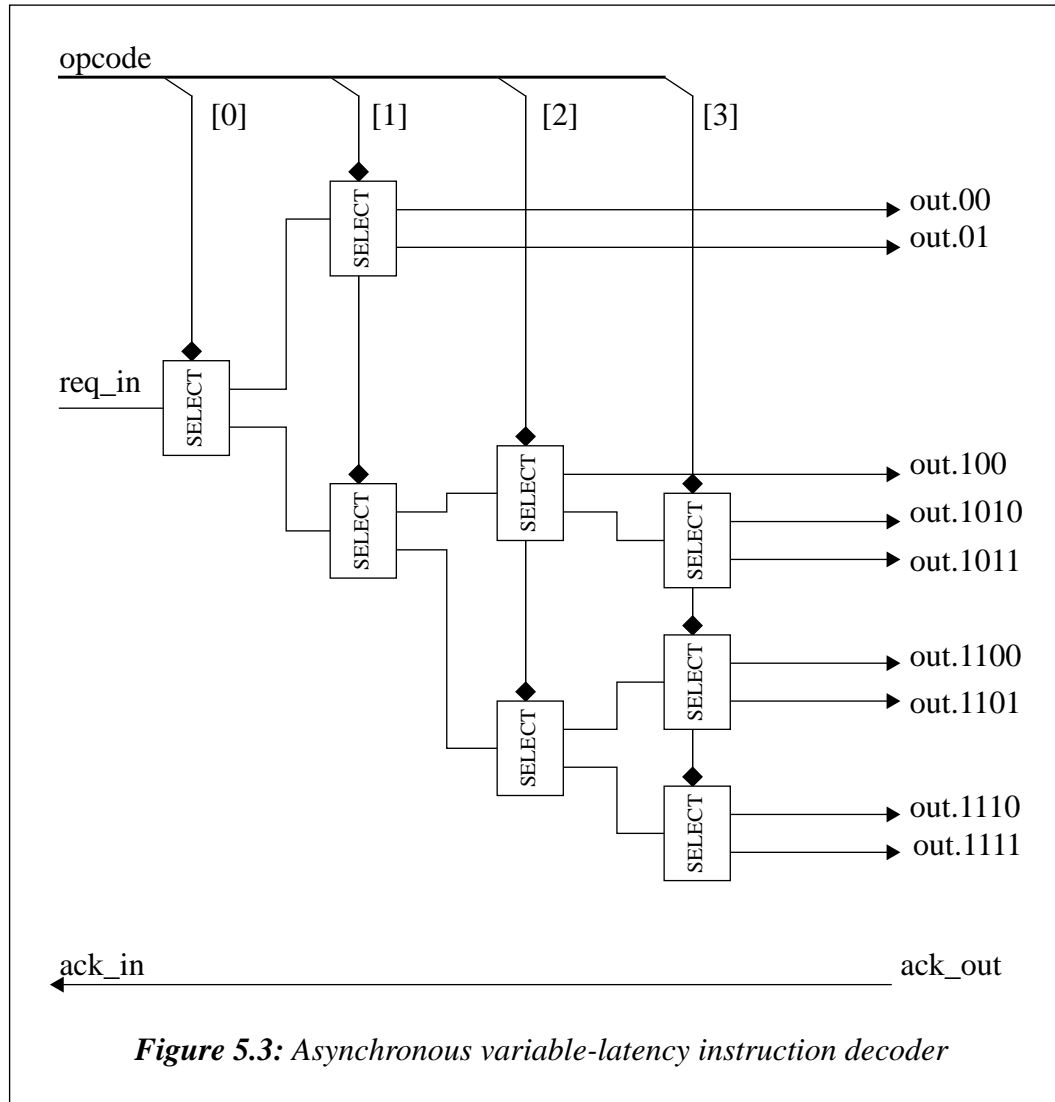 opcode
[0] [1] [2] [3]
SELECT
out.00
out.01
req_in
SELECT
SELECT
SELECT
out.100
SELECT
out.1010
out.1011
SELECT
out.1100
out.1101
SELECT
SELECT
out.1110
out.1111
ack_in ack_out
Figure 5.3: Asynchronous variable-latency instruction decoder